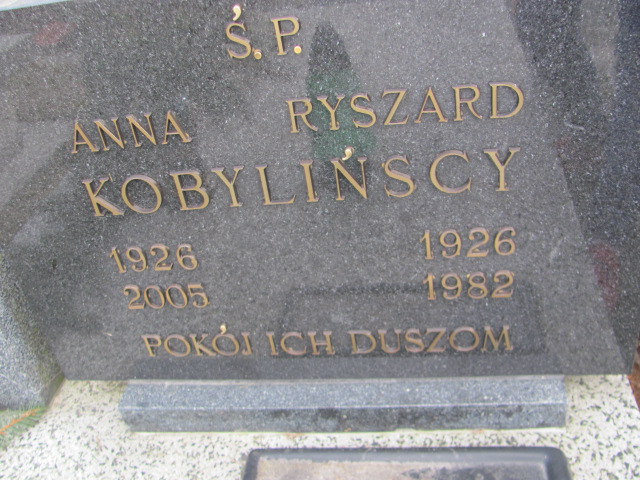 Ś.P.
ANNA RYSZARD
KOBYLIŃSCY
1926 1926
2005 1982
POKÓJ ICH DUSZOM